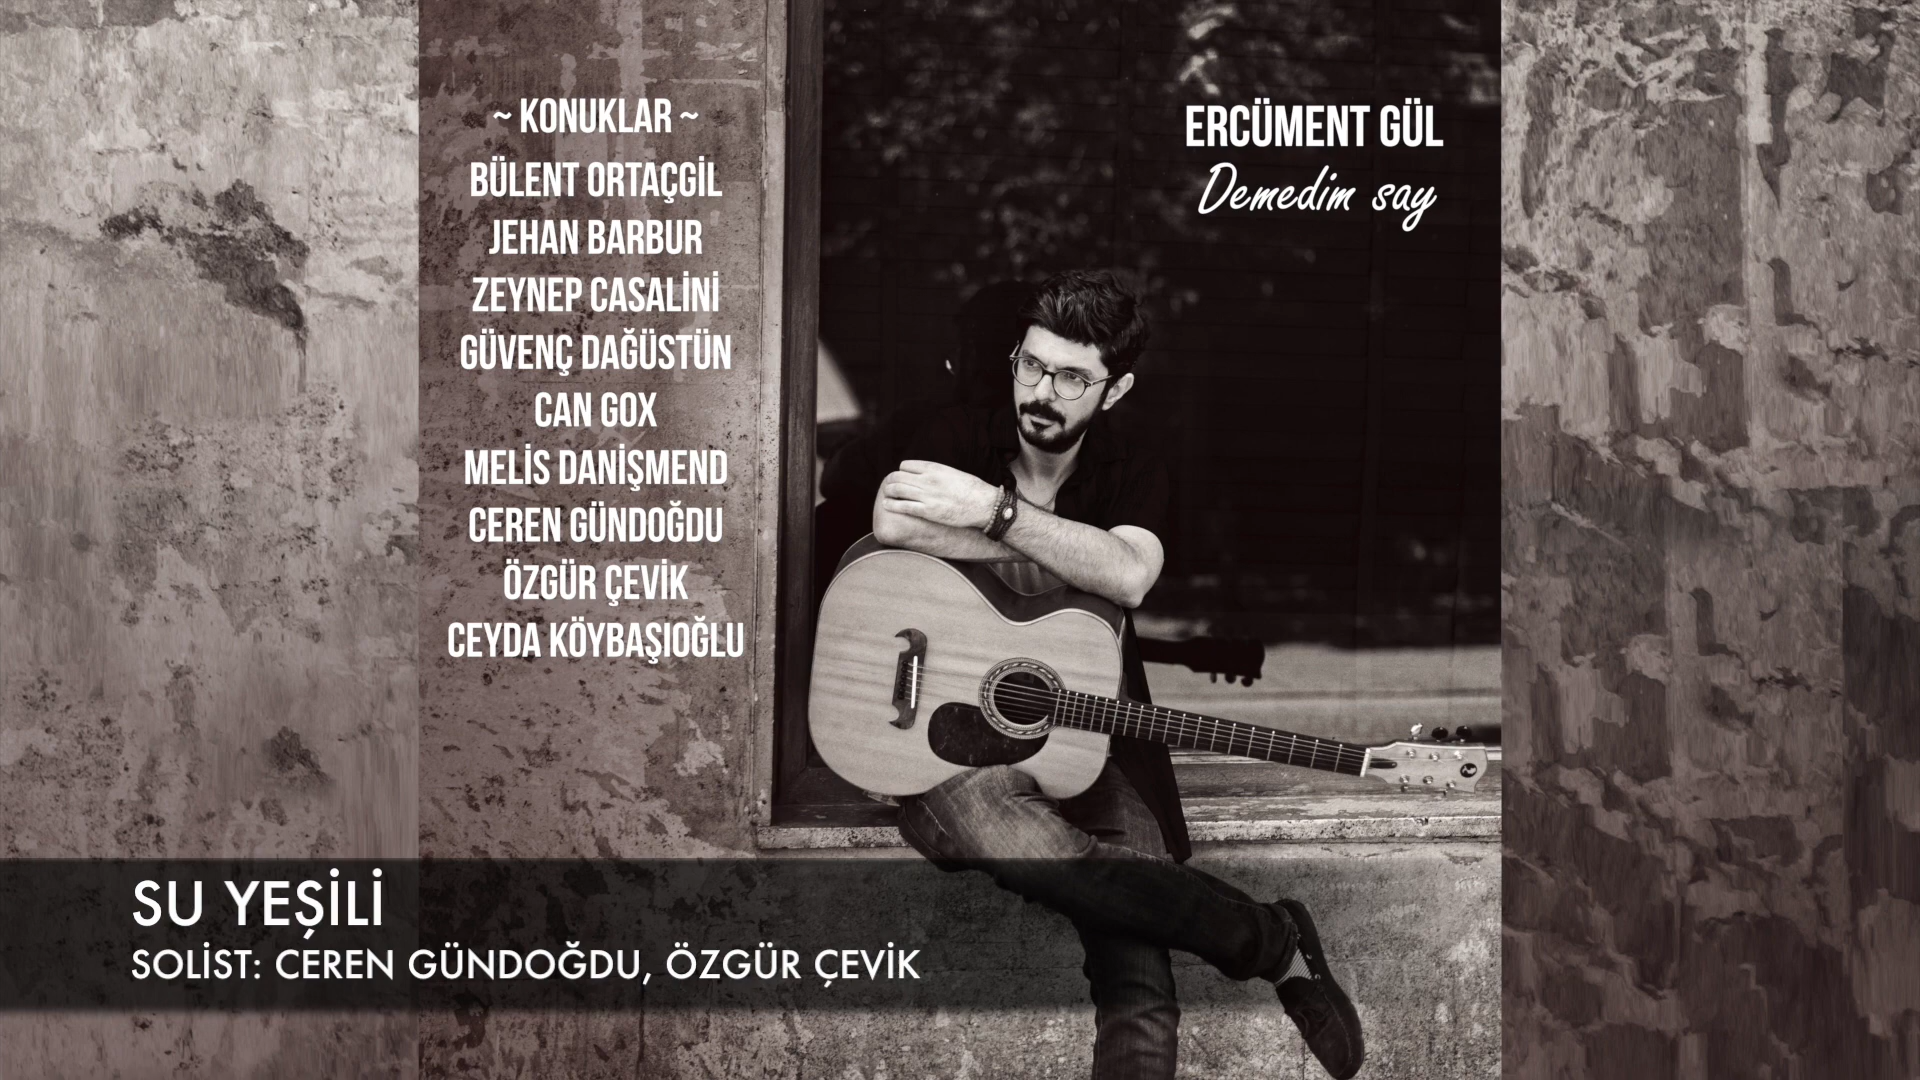 ~ KONUKLAR ~
BÜLENT ORTAÇGİL
JEHAN BARBUR
ZEYNEP CASALİNİ
GÜVENÇ DAĞÜSTÜN
CAN GOX
MELİS DANİŞMEND
CEREN GÜNDOĞDU
ÖZGÜR ÇEVİK
CEYDA KÖYBAŞIOĞLU
ERCÜMENT GÜL
Demedim say
SU YEŞİLİ
SOLİST: CEREN GÜNDOĞDU, ÖZGÜR ÇEVİK